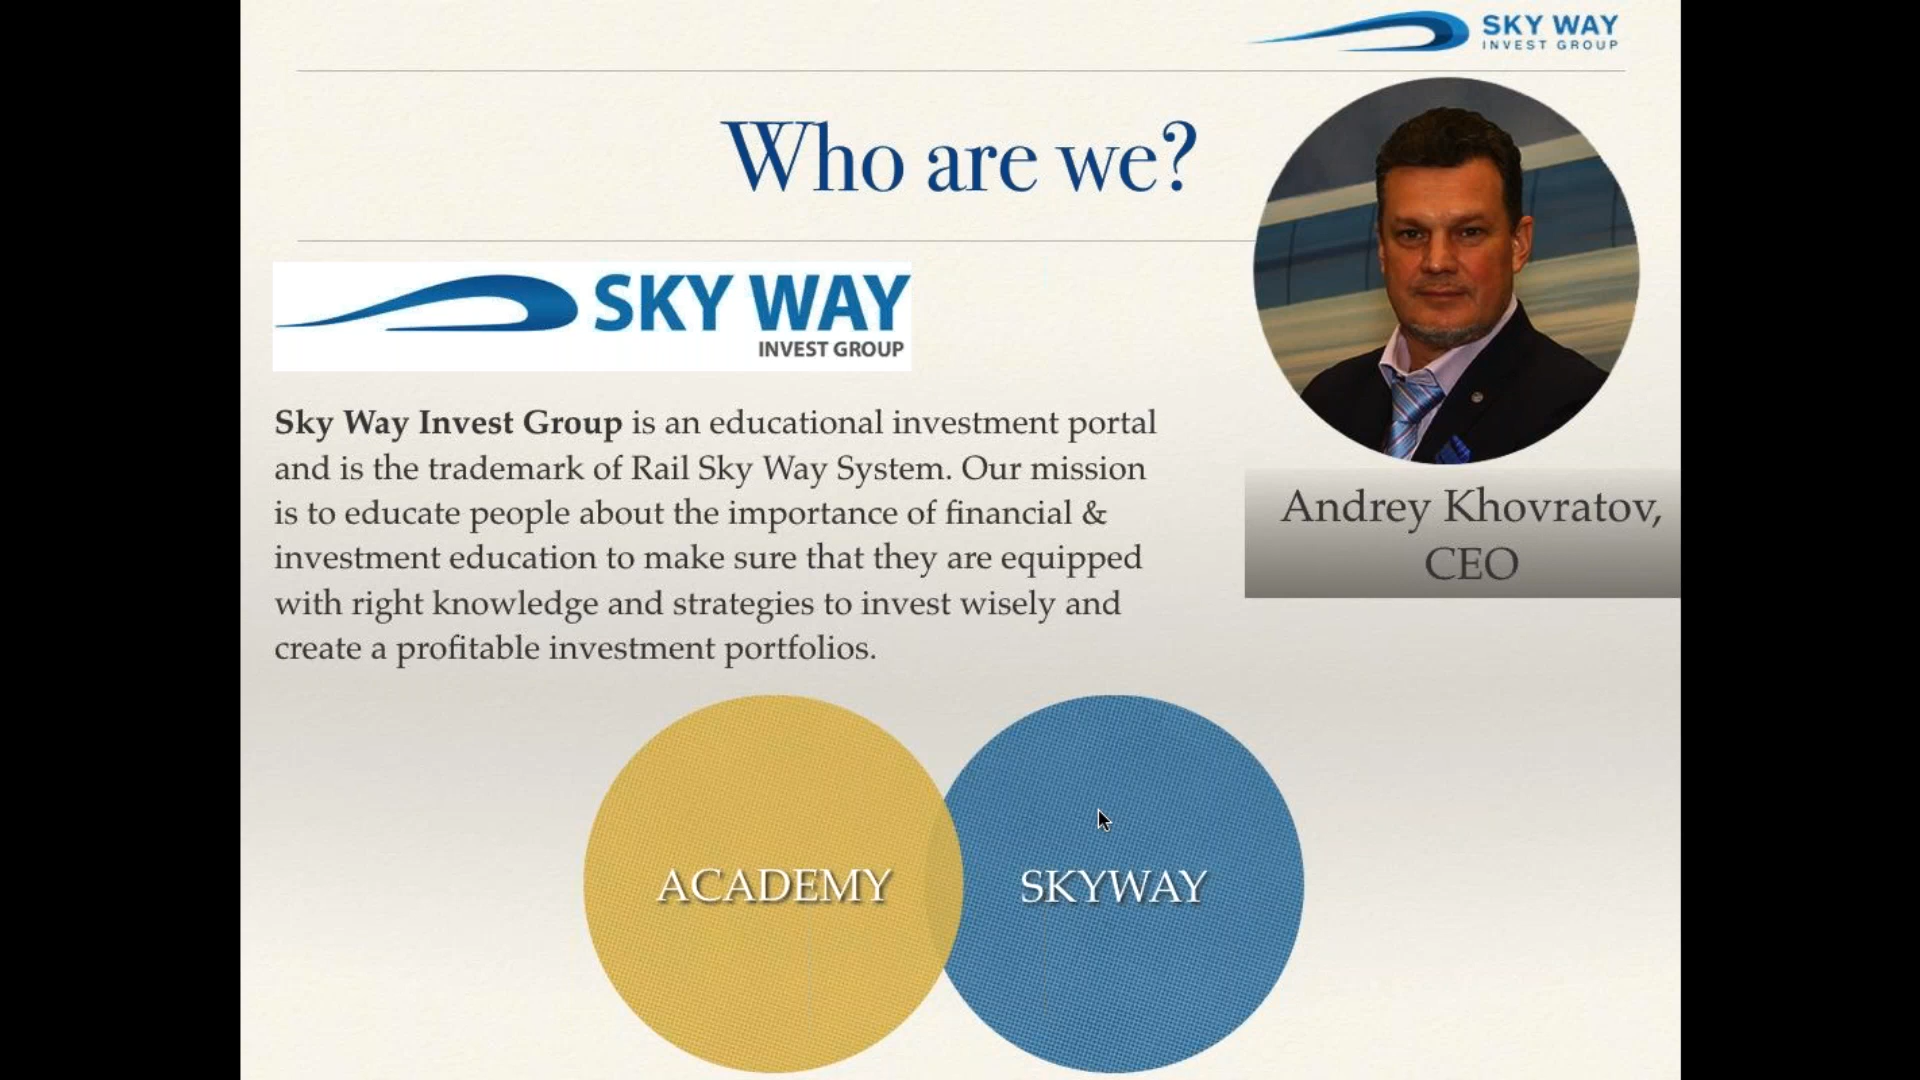 SKY WAY
INVEST GROUP
Who are we?
SKY WAY
INVEST GROUP
Sky Way Invest Group is an educational investment portal
and is the trademark of Rail Sky Way System. Our mission
is to educate people about the importance of financial &
investment education to make sure that they are equipped
with right knowledge and strategies to invest wisely and
create a profitable investment portfolios.
Andrey Khovratov,
CEO
ACADEMY
SKYWAY